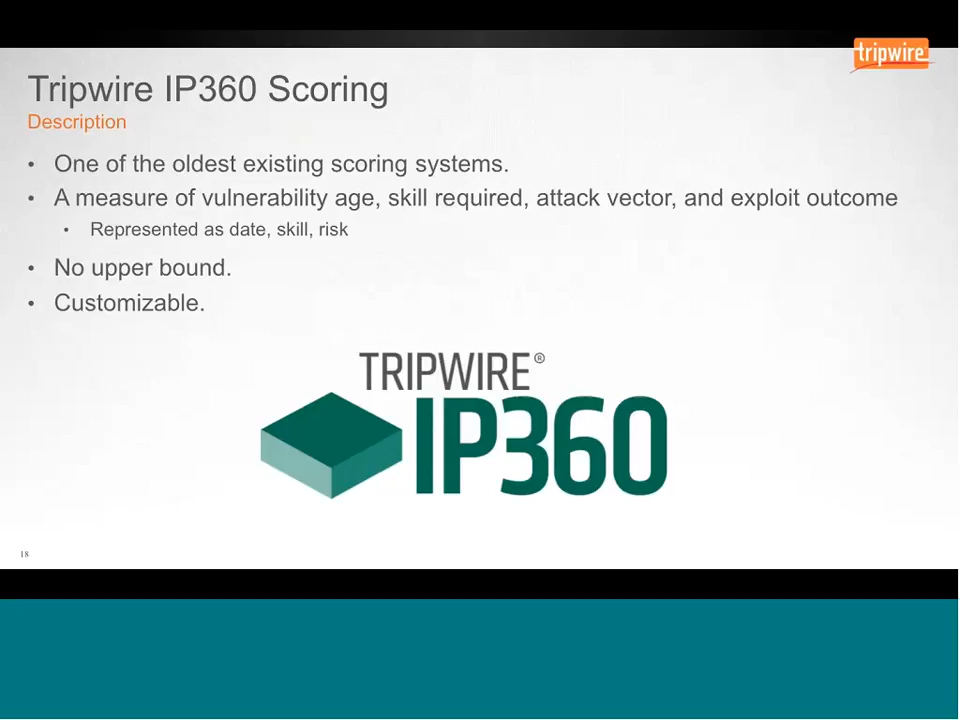 tripwire
Tripwire IP360 Scoring
Description
• One of the oldest existing scoring systems.
• A measure of vulnerability age, skill required, attack vector, and exploit outcome
• Represented as date, skill, risk
• No upper bound.
• Customizable.
TRIPWIRE®
IP360
18